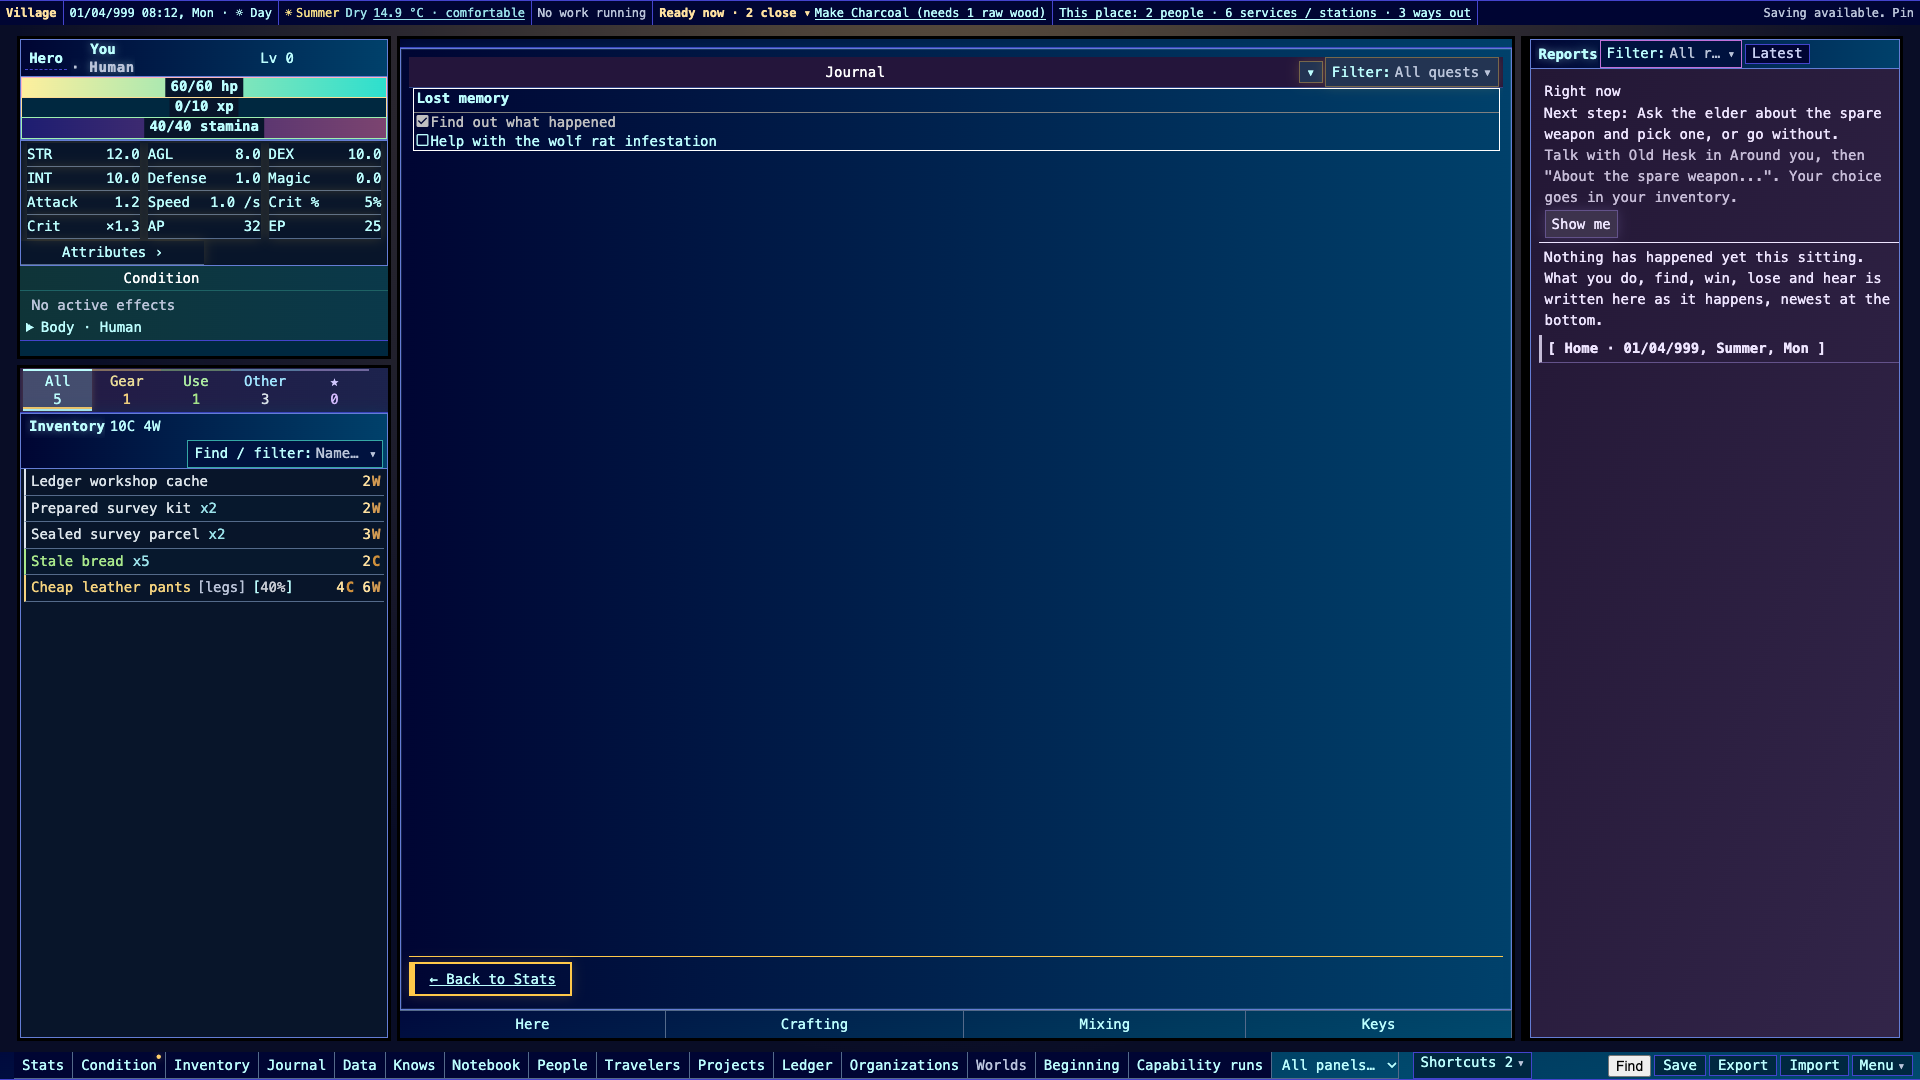 Village 01/04/999 08:12, Mon · ☀ Day ☀ Summer Dry 14.9 °C · comfortable No work running Ready now · 2 close ▾ Make Charcoal (needs 1 raw wood) This place: 2 people · 6 services / stations · 3 ways out Saving available. Pin
Hero · You Human Lv 0
60/60 hp
0/10 xp
40/40 stamina
STR 12.0 AGL 8.0 DEX 10.0
INT 10.0 Defense 1.0 Magic 0.0
Attack 1.2 Speed 1.0 /s Crit % 5%
Crit ×1.3 AP 32 EP 25
Attributes ›
Condition
No active effects
▶ Body · Human
All Gear Use Other ★
5 1 1 3 0
Inventory 10C 4W
Find / filter: Name… ▾
Ledger workshop cache 2W
Prepared survey kit x2 2W
Sealed survey parcel x2 3W
Stale bread x5 2C
Cheap leather pants [legs] [40%] 4C 6W
Journal ▾ Filter: All quests ▾
Lost memory
Find out what happened
Help with the wolf rat infestation
← Back to Stats
Here Crafting Mixing Keys
Reports Filter: All r… ▾ Latest
Right now
Next step: Ask the elder about the spare
weapon and pick one, or go without.
Talk with Old Hesk in Around you, then
"About the spare weapon...". Your choice
goes in your inventory.
Show me
Nothing has happened yet this sitting.
What you do, find, win, lose and hear is
written here as it happens, newest at the
bottom.
[ Home · 01/04/999, Summer, Mon ]
Stats Condition Inventory Journal Data Knows Notebook People Travelers Projects Ledger Organizations Worlds Beginning Capability runs All panels… Shortcuts 2 ▾ Find Save Export Import Menu ▾